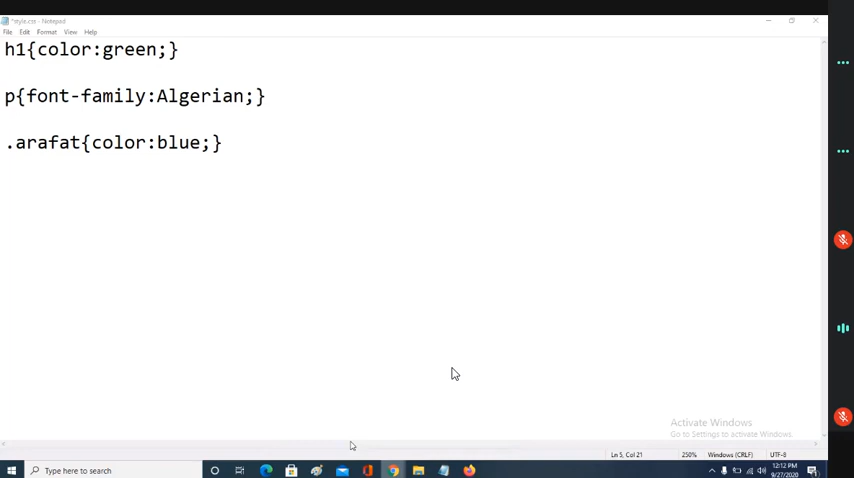 *style.css - Notepad
File Edit Format View Help
h1{color:green;}
p{font-family:Algerian;}
.arafat{color:blue;}
Activate Windows
Go to Settings to activate Windows.
Ln 5, Col 21 250% Windows (CRLF) UTF-8
Type here to search
12:12 PM
9/27/2020